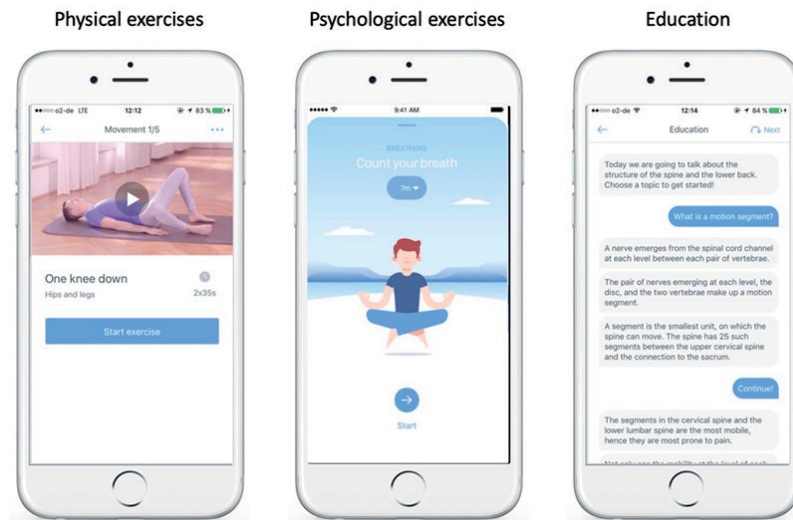 Physical exercises
Psychological exercises
Education
o2-de LTE
12:12
83 %
Movement 1/5
One knee down
Hips and legs
2x35s
Start exercise
9:41 AM
BREATHING
Count your breath
7m
Start
o2-de
12:14
84 %
Education
Next
Today we are going to talk about the
structure of the spine and the lower back.
Choose a topic to get started!
What is a motion segment?
A nerve emerges from the spinal cord channel
at each level between each pair of vertebrae.
The pair of nerves emerging at each level, the
disc, and the two vertebrae make up a motion
segment.
A segment is the smallest unit, on which the
spine can move. The spine has 25 such
segments between the upper cervical spine
and the connection to the sacrum.
Continue!
The segments in the cervical spine and the
lower lumbar spine are the most mobile,
hence they are most prone to pain.